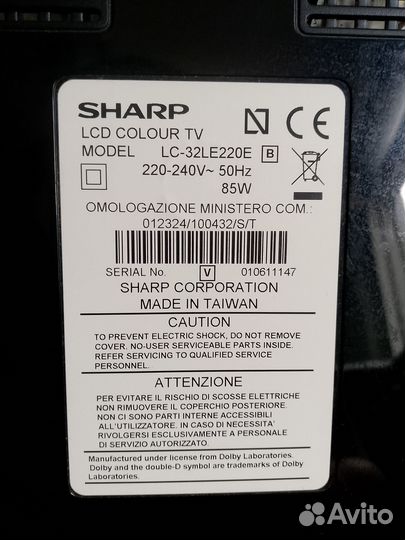 SHARP
LCD COLOUR TV
MODEL LC-32LE220E B
220-240V~ 50Hz
85W
OMOLOGAZIONE MINISTERO COM.:
012324/100432/S/T
SERIAL No. V 010611147
SHARP CORPORATION
MADE IN TAIWAN
CAUTION
TO PREVENT ELECTRIC SHOCK, DO NOT REMOVE
COVER. NO-USER SERVICEABLE PARTS INSIDE.
REFER SERVICING TO QUALIFIED SERVICE
PERSONNEL.
ATTENZIONE
PER EVITARE IL RISCHIO DI SCOSSE ELETTRICHE
NON RIMUOVERE IL COPERCHIO POSTERIORE.
NON CI SONO PARTI INTERNE ACCESSIBILI
ALL'UTILIZZATORE. IN CASO DI NECESSITA'
RIVOLGERSI ESCLUSIVAMENTE A PERSONALE
DI SERVIZIO AUTORIZZATO.
Manufactured under license from Dolby Laboratories.
Dolby and the double-D symbol are trademarks of Dolby
Laboratories.
Avito